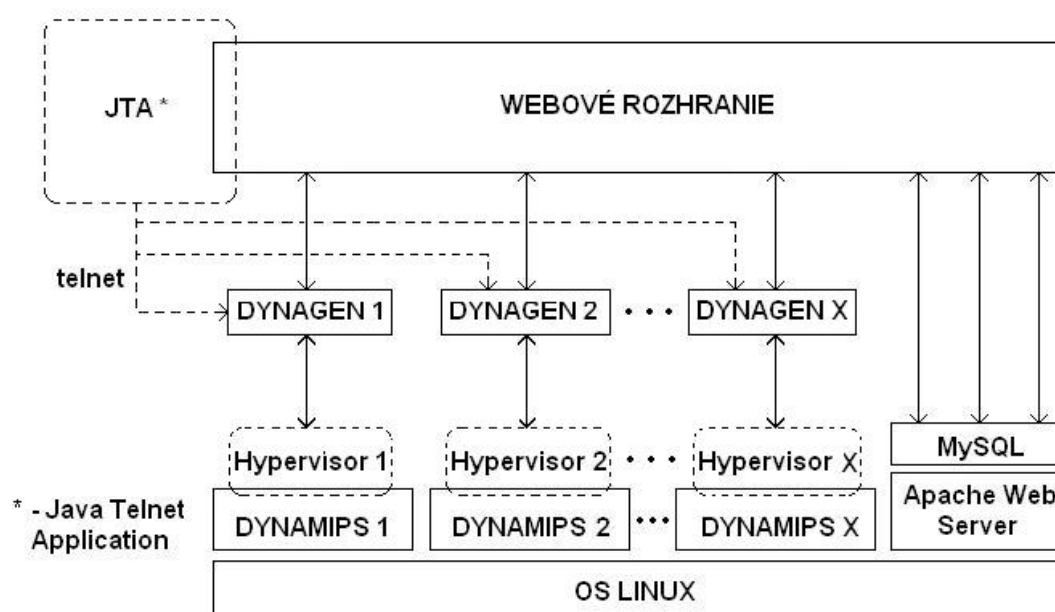 JTA *
WEBOVÉ ROZHRANIE
telnet
DYNAGEN 1
DYNAGEN 2
• • •
DYNAGEN X
Hypervisor 1
Hypervisor 2
• • •
Hypervisor X
MySQL
* - Java Telnet
Application
DYNAMIPS 1
DYNAMIPS 2
•••
DYNAMIPS X
Apache Web
Server
OS LINUX